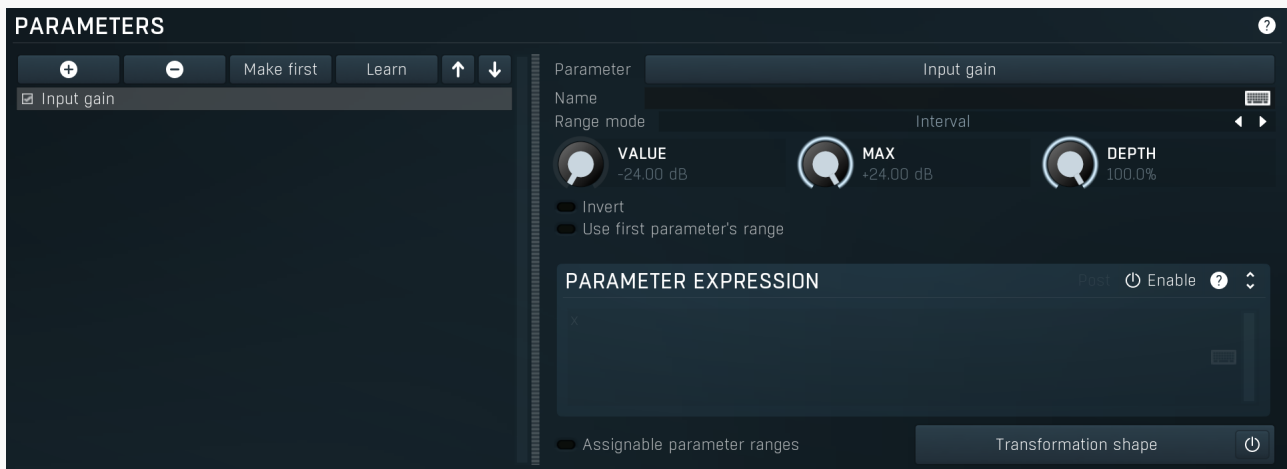 PARAMETERS ?
Make first Learn
Input gain
Parameter Input gain
Name
Range mode Interval
VALUE MAX DEPTH
-24.00 dB +24.00 dB 100.0%
Invert
Use first parameter's range
PARAMETER EXPRESSION Post Enable ?
x
Assignable parameter ranges Transformation shape